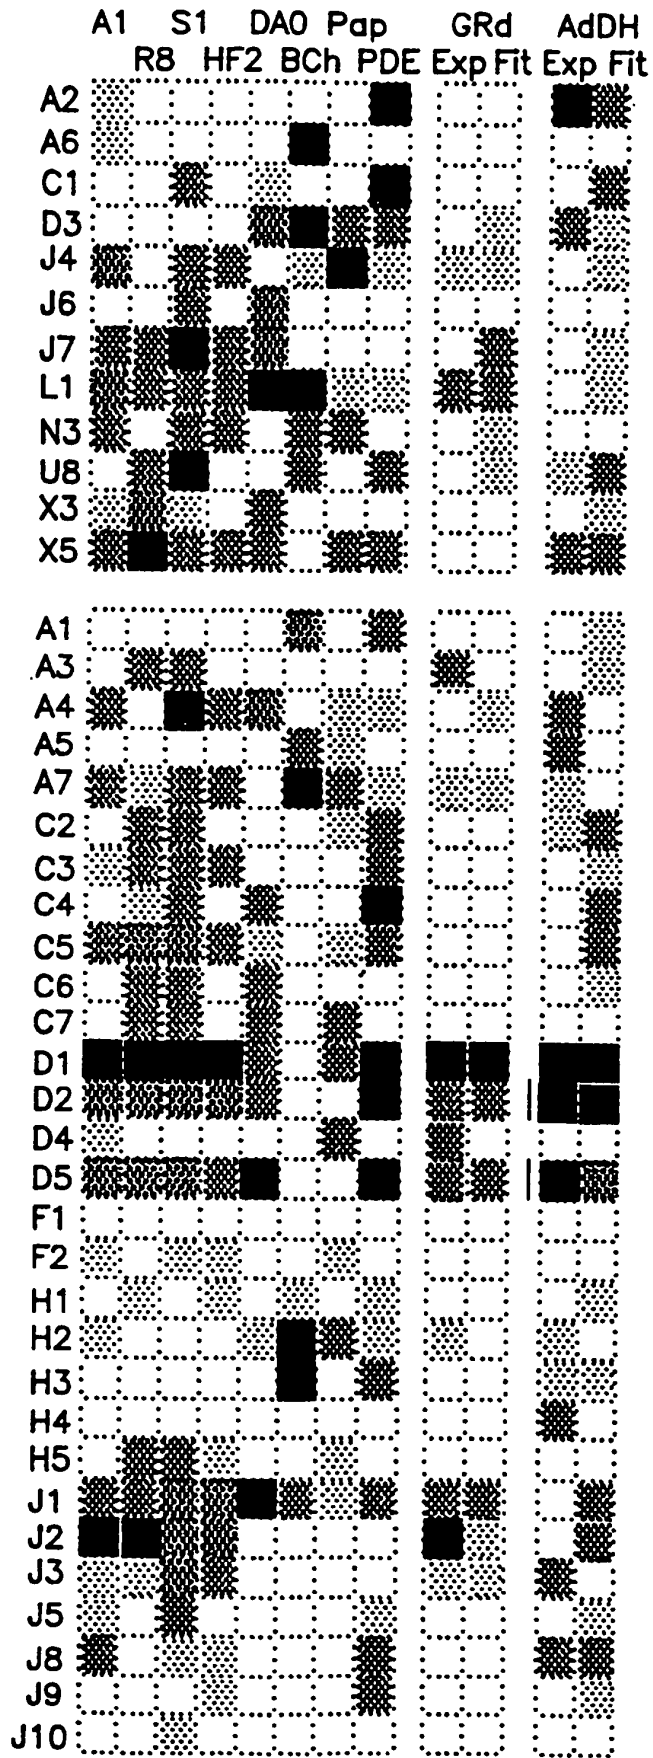 A1 S1 DAO Pap GRd AdDH
R8 HF2 BCh PDE Exp Fit Exp Fit
A2
A6
C1
D3
J4
J6
J7
L1
N3
U8
X3
X5
A1
A3
A4
A5
A7
C2
C3
C4
C5
C6
C7
D1
D2
D4
D5
F1
F2
H1
H2
H3
H4
H5
J1
J2
J3
J5
J8
J9
J10